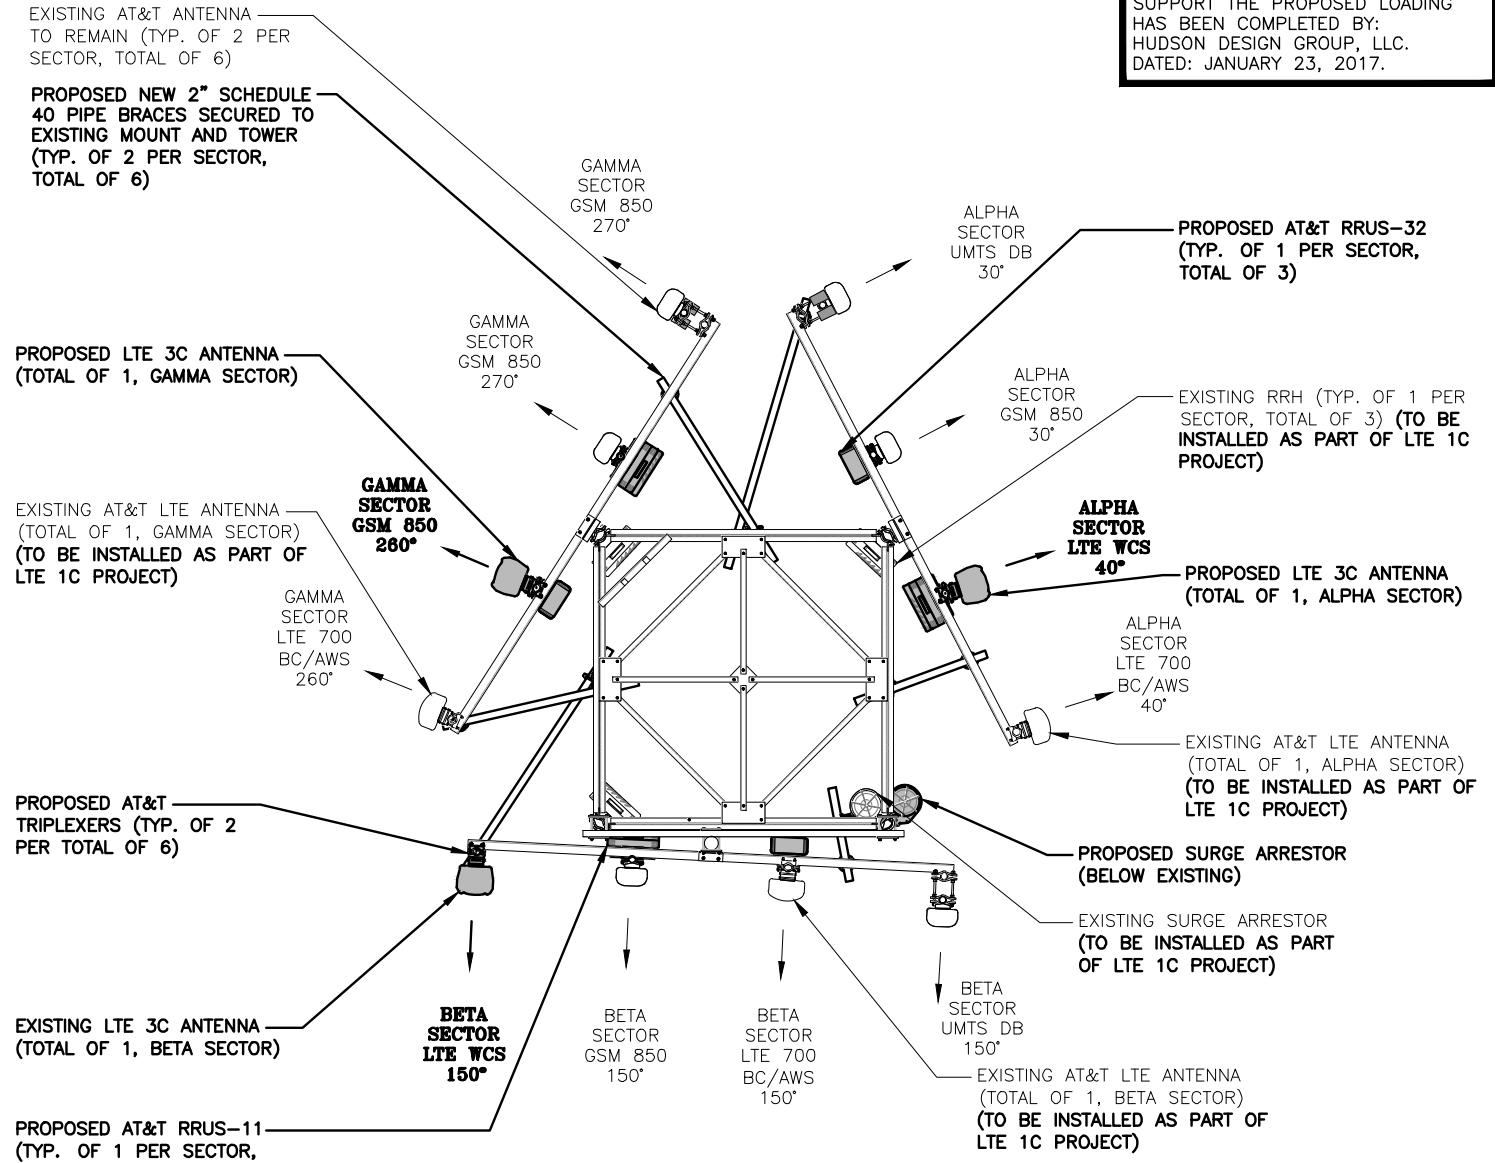 EXISTING AT&T ANTENNA
TO REMAIN (TYP. OF 2 PER
SECTOR, TOTAL OF 6)
PROPOSED NEW 2" SCHEDULE
40 PIPE BRACES SECURED TO
EXISTING MOUNT AND TOWER
(TYP. OF 2 PER SECTOR,
TOTAL OF 6)
SUPPORT THE PROPOSED LOADING
HAS BEEN COMPLETED BY:
HUDSON DESIGN GROUP, LLC.
DATED: JANUARY 23, 2017.
GAMMA
SECTOR
GSM 850
270°
ALPHA
SECTOR
UMTS DB
30°
PROPOSED AT&T RRUS-32
(TYP. OF 1 PER SECTOR,
TOTAL OF 3)
GAMMA
SECTOR
GSM 850
270°
PROPOSED LTE 3C ANTENNA
(TOTAL OF 1, GAMMA SECTOR)
ALPHA
SECTOR
GSM 850
30°
EXISTING RRH (TYP. OF 1 PER
SECTOR, TOTAL OF 3) (TO BE
INSTALLED AS PART OF LTE 1C
PROJECT)
GAMMA
SECTOR
GSM 850
260°
EXISTING AT&T LTE ANTENNA
(TOTAL OF 1, GAMMA SECTOR)
(TO BE INSTALLED AS PART OF
LTE 1C PROJECT)
ALPHA
SECTOR
LTE WCS
40°
PROPOSED LTE 3C ANTENNA
(TOTAL OF 1, ALPHA SECTOR)
GAMMA
SECTOR
LTE 700
BC/AWS
260°
ALPHA
SECTOR
LTE 700
BC/AWS
40°
EXISTING AT&T LTE ANTENNA
(TOTAL OF 1, ALPHA SECTOR)
(TO BE INSTALLED AS PART OF
LTE 1C PROJECT)
PROPOSED AT&T
TRIPLEXERS (TYP. OF 2
PER TOTAL OF 6)
PROPOSED SURGE ARRESTOR
(BELOW EXISTING)
EXISTING SURGE ARRESTOR
(TO BE INSTALLED AS PART
OF LTE 1C PROJECT)
EXISTING LTE 3C ANTENNA
(TOTAL OF 1, BETA SECTOR)
BETA
SECTOR
LTE WCS
150°
BETA
SECTOR
GSM 850
150°
BETA
SECTOR
LTE 700
BC/AWS
150°
BETA
SECTOR
UMTS DB
150°
EXISTING AT&T LTE ANTENNA
(TOTAL OF 1, BETA SECTOR)
(TO BE INSTALLED AS PART OF
LTE 1C PROJECT)
PROPOSED AT&T RRUS-11
(TYP. OF 1 PER SECTOR,